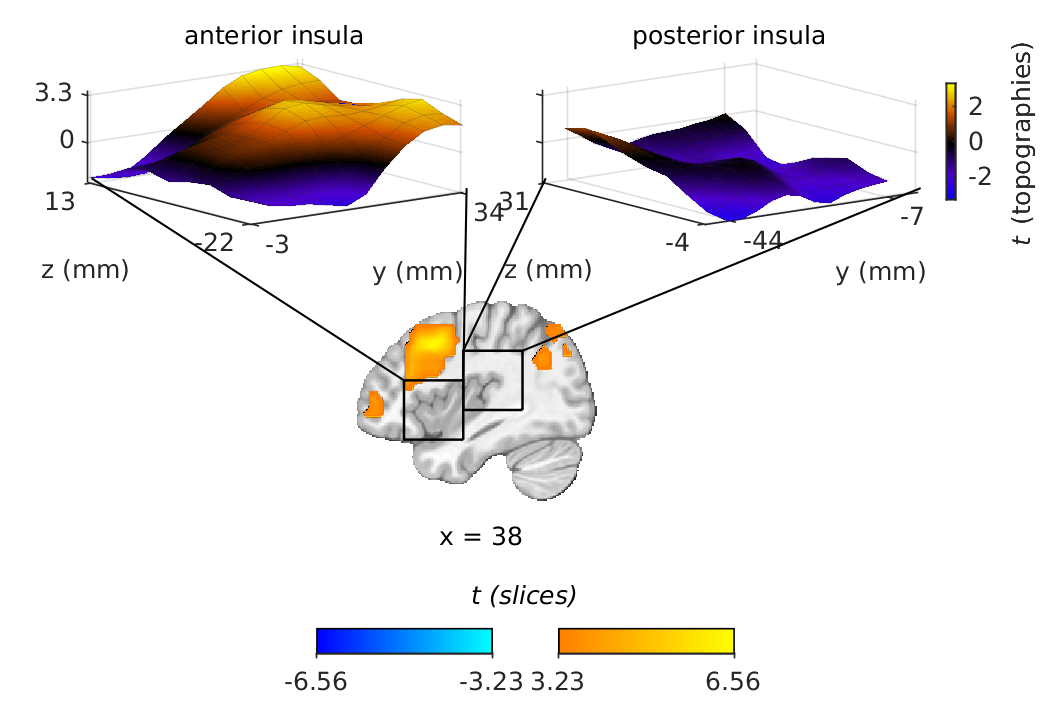 anterior insula
posterior insula
3.3
0
13
-22
-3
34
z (mm)
y (mm)
31
-4
-44
-7
z (mm)
y (mm)
2
0
-2
t (topographies)
x = 38
t (slices)
-6.56
-3.23
3.23
6.56